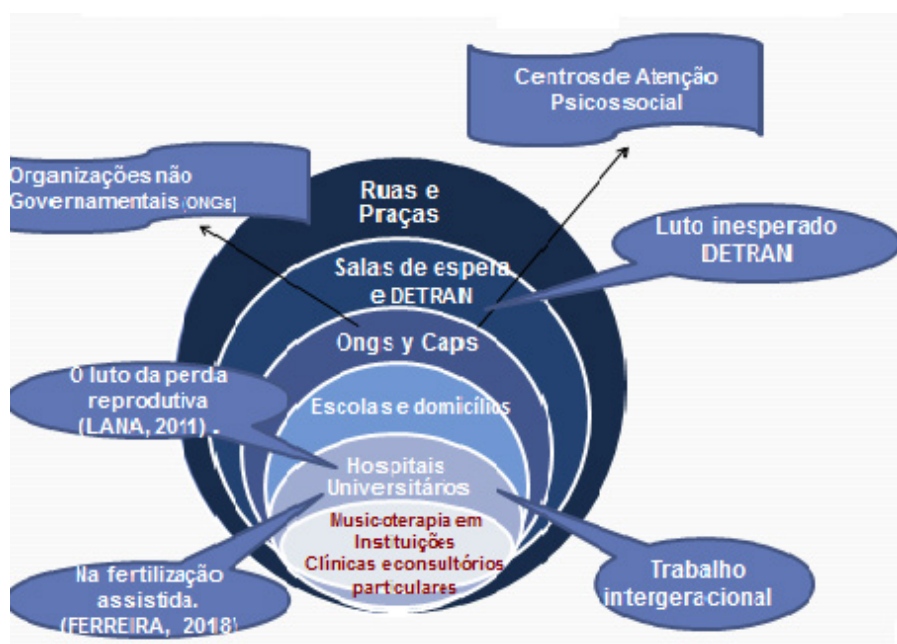 Centros de Atenção
Psicossocial
Organizações não
Governamentais (ONGs)
Ruas e
Praças
Luto inesperado
DETRAN
Salas de espera
e DETRAN
Ongs y Caps
O luto da perda
reprodutiva
(LANA, 2011) .
Escolas e domicílios
Hospitais
Universitários
Musicoterapia em
Instituições
Clínicas e consultórios
particulares
Na fertilização
assistida.
(FERREIRA, 2018)
Trabalho
intergeracional